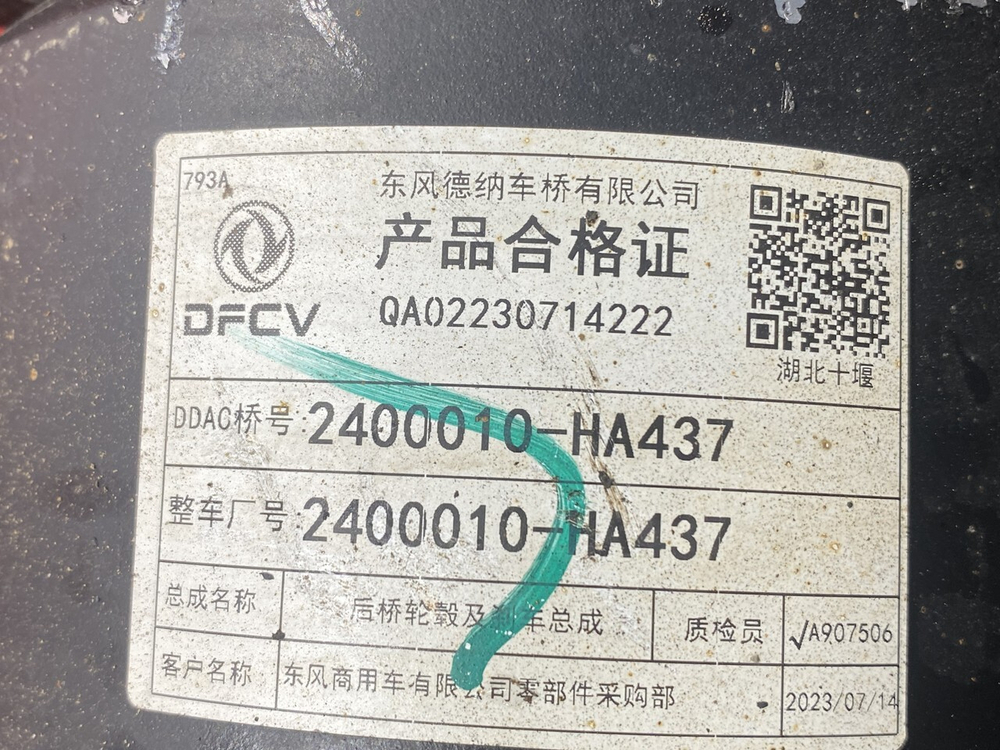 793A
东风德纳车桥有限公司
产品合格证
DFCV
QA02230714222
湖北十堰
DDAC桥号:2400010-HA437
整车厂号:2400010-HA437
总成名称 后桥轮毂及刹车总成 质检员 √A907506
客户名称 东风商用车有限公司零部件采购部 2023/07/14